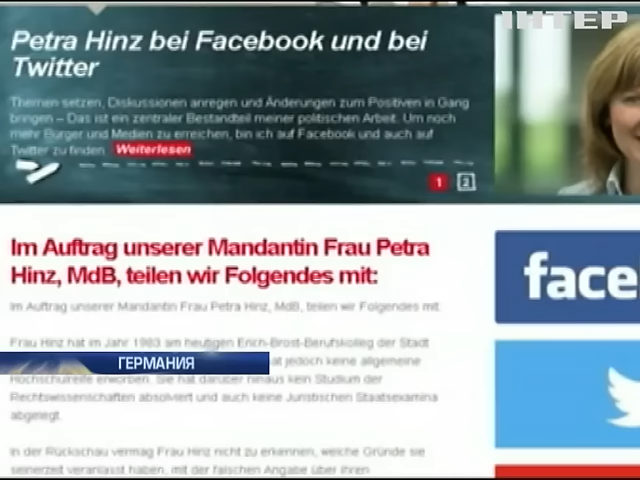 ІНТЕР
Petra Hinz bei Facebook und bei
Twitter
Themen setzen, Diskussionen anregen und Änderungen zum Positiven in Gang
bringen – Das ist ein zentraler Bestandteil meiner politischen Arbeit. Um noch
mehr Bürger und Medien zu erreichen, bin ich auf Facebook und auch auf
Twitter zu finden. Weiterlesen
1 2
Im Auftrag unserer Mandantin Frau Petra
Hinz, MdB, teilen wir Folgendes mit:
face
Im Auftrag unserer Mandantin Frau Petra Hinz, MdB, teilen wir Folgendes mit
Frau Hinz hat im Jahr 1983 am heutigen Erich-Brost-Berufskolleg der Stadt
ГЕРМАНИЯ
at jedoch keine allgemeine
Hochschulreife erworben. Sie hat darüber hinaus kein Studium der
Rechtswissenschaften absolviert und auch keine Juristischen Staatsexamina
abgelegt.
In der Rückschau vermag Frau Hinz nicht zu erkennen, welche Gründe sie
seinerzeit veranlasst haben, mit der falschen Angabe über ihren